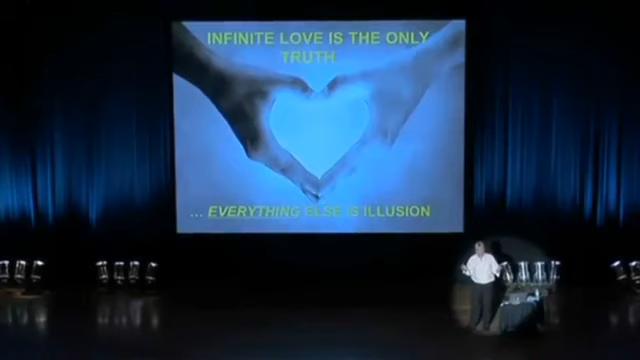 INFINITE LOVE IS THE ONLY
TRUTH
... EVERYTHING ELSE IS ILLUSION